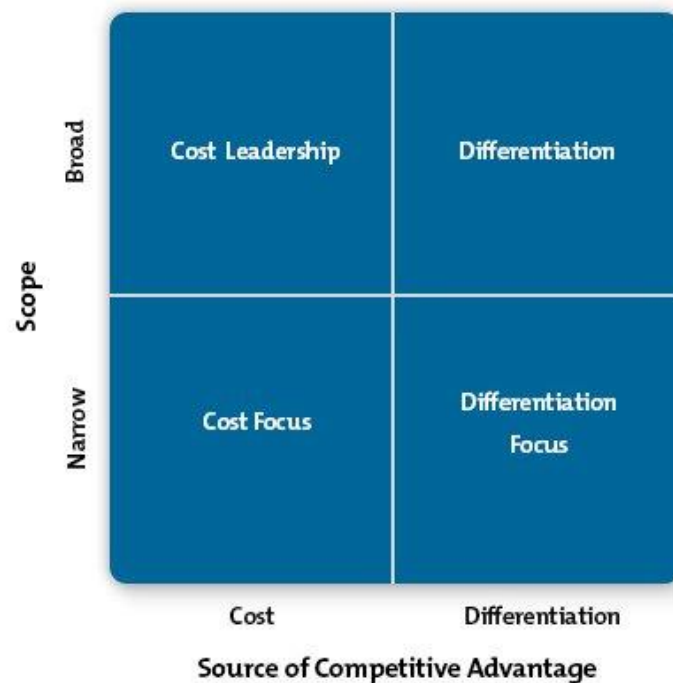 Broad
Cost Leadership
Differentiation
Scope
Narrow
Cost Focus
Differentiation
Focus
Cost
Differentiation
Source of Competitive Advantage